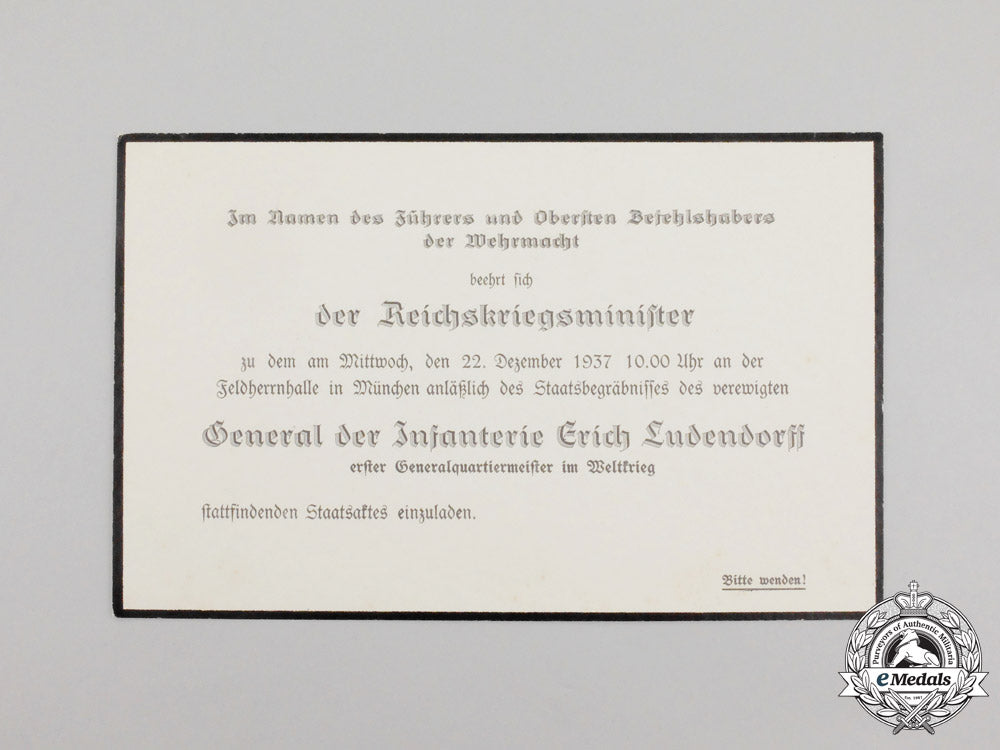 Im Namen des Führers und Obersten Befehlshabers
der Wehrmacht
beehrt sich
der Reichskriegsminister
zu dem am Mittwoch, den 22. Dezember 1937 10.00 Uhr an der
Feldherrnhalle in München anläßlich des Staatsbegräbnisses des verewigten
General der Infanterie Erich Ludendorff
erster Generalquartiermeister im Weltkrieg
stattfindenden Staatsaktes einzuladen.
Bitte wenden!
Purveyors of Authentic Militaria
eMedals
Est. 1987